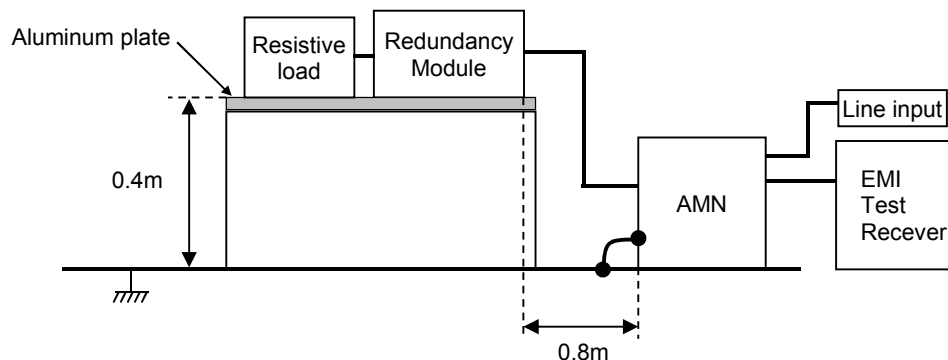 Aluminum plate
Resistive
load
Redundancy
Module
Line input
0.4m
AMN
EMI
Test
Recever
0.8m